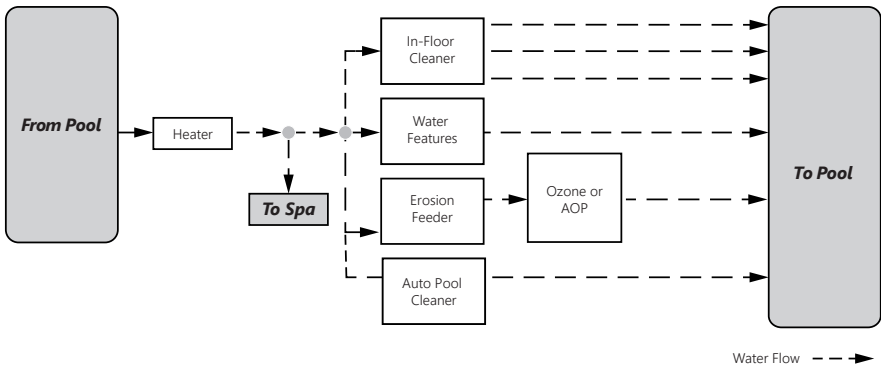 From Pool
Heater
To Spa
In-Floor
Cleaner
Water
Features
Erosion
Feeder
Ozone or
AOP
Auto Pool
Cleaner
To Pool
Water Flow